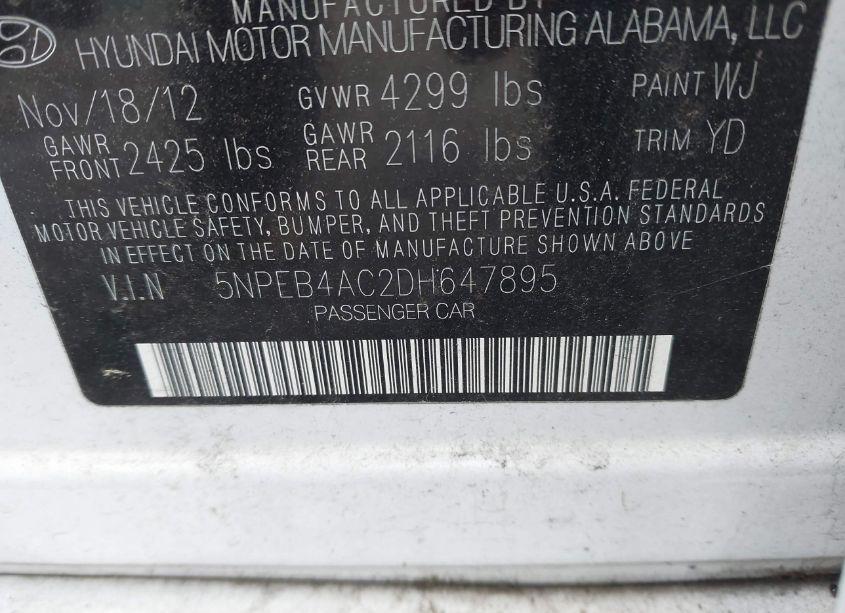 MANUFACTURED BY
HYUNDAI MOTOR MANUFACTURING ALABAMA, LLC
Nov/18/12 GVWR 4299 lbs PAINT WJ
GAWR FRONT 2425 lbs GAWR REAR 2116 lbs TRIM YD
THIS VEHICLE CONFORMS TO ALL APPLICABLE U.S.A. FEDERAL
MOTOR VEHICLE SAFETY, BUMPER, AND THEFT PREVENTION STANDARDS
IN EFFECT ON THE DATE OF MANUFACTURE SHOWN ABOVE
V.I.N 5NPEB4AC2DH647895
PASSENGER CAR